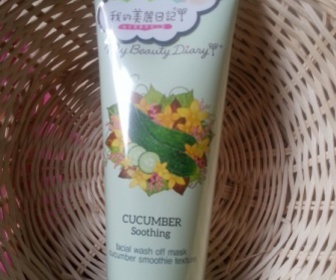 我的美麗日記
My Beauty Diary
CUCUMBER
Soothing
facial wash off mask
cucumber smoothie texture